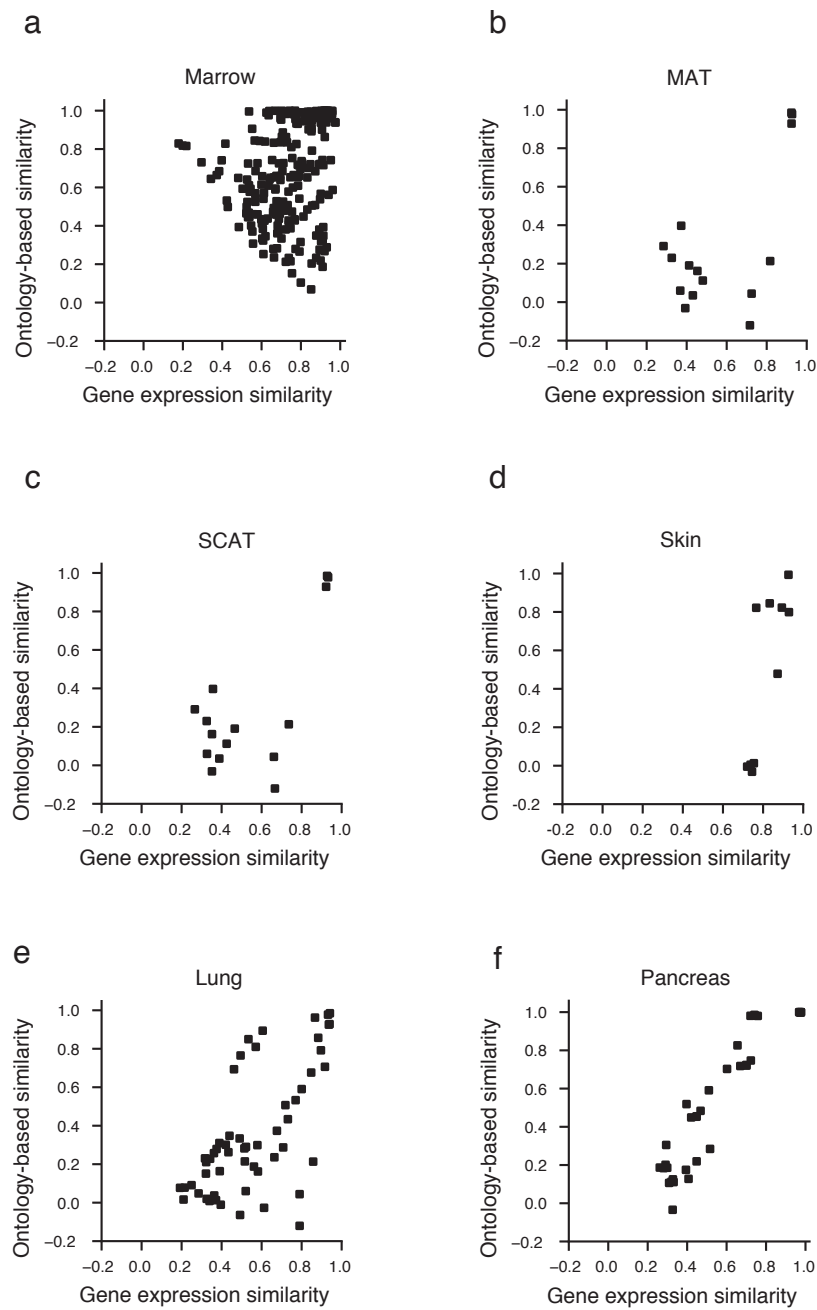 a
Marrow
Ontology-based similarity
1.0
0.8
0.6
0.4
0.2
0.0
−0.2
−0.2 0.0 0.2 0.4 0.6 0.8 1.0
Gene expression similarity
b
MAT
Ontology-based similarity
1.0
0.8
0.6
0.4
0.2
0.0
−0.2
−0.2 0.0 0.2 0.4 0.6 0.8 1.0
Gene expression similarity
c
SCAT
Ontology-based similarity
1.0
0.8
0.6
0.4
0.2
0.0
−0.2
−0.2 0.0 0.2 0.4 0.6 0.8 1.0
Gene expression similarity
d
Skin
Ontology-based similarity
1.0
0.8
0.6
0.4
0.2
0.0
-0.2
-0.2 0.0 0.2 0.4 0.6 0.8 1.0
Gene expression similarity
e
Lung
Ontology-based similarity
1.0
0.8
0.6
0.4
0.2
0.0
−0.2
−0.2 0.0 0.2 0.4 0.6 0.8 1.0
Gene expression similarity
f
Pancreas
Ontology-based similarity
1.0
0.8
0.6
0.4
0.2
0.0
−0.2
−0.2 0.0 0.2 0.4 0.6 0.8 1.0
Gene expression similarity